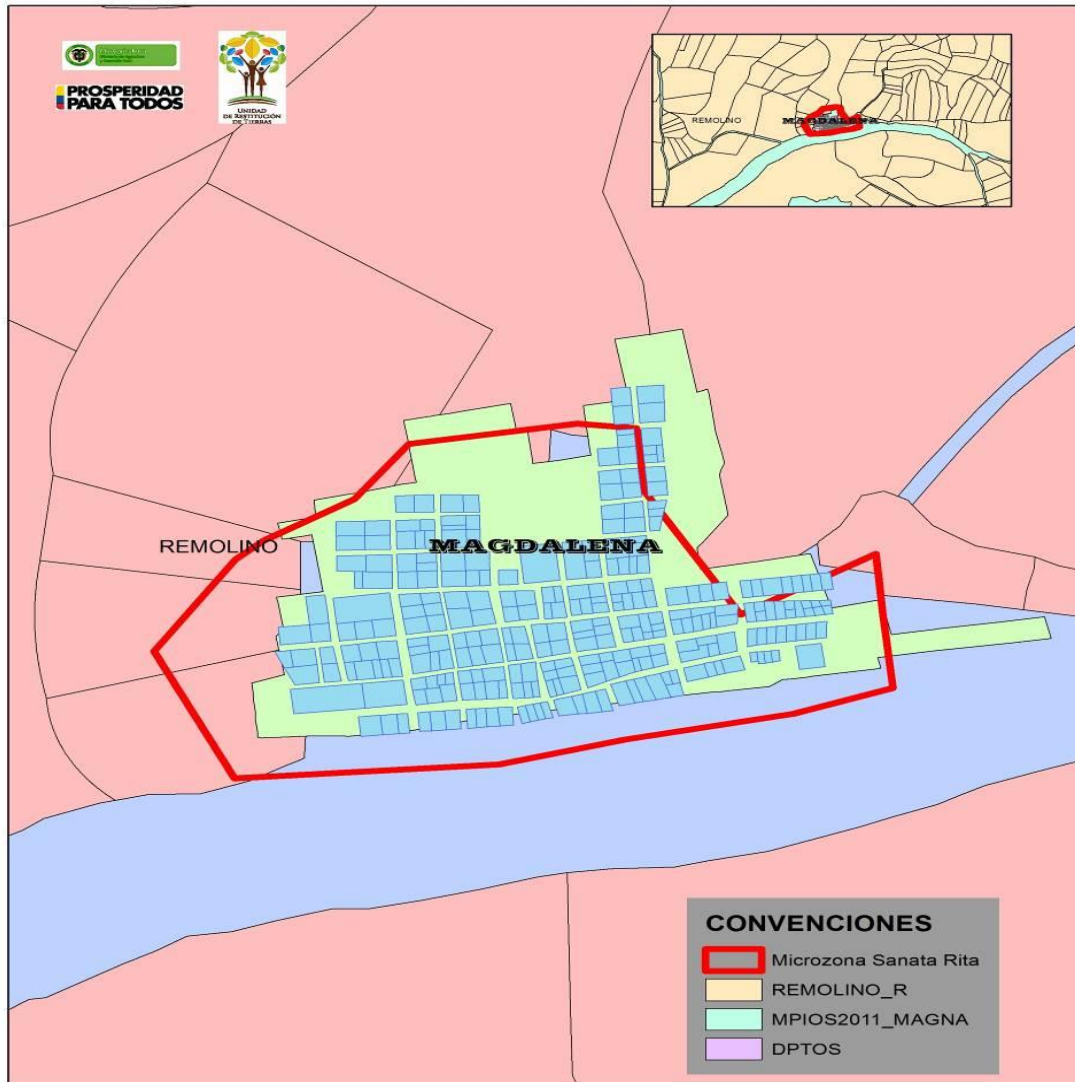 PROSPERIDAD
PARA TODOS
UNIDAD
DE RESTITUCIÓN
DE TIERRAS
REMOLINO
MAGDALENA
REMOLINO
MAGDALENA
CONVENCIONES
Microzona Sanata Rita
REMOLINO_R
MPIOS2011_MAGNA
DPTOS